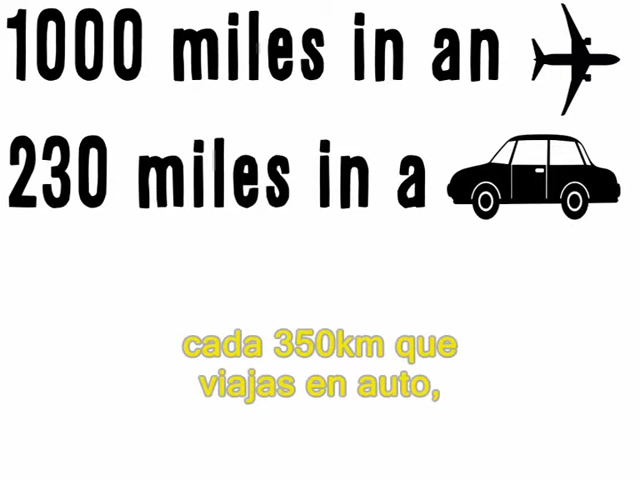 1000 miles in an
230 miles in a
cada 350km que
viajas en auto,